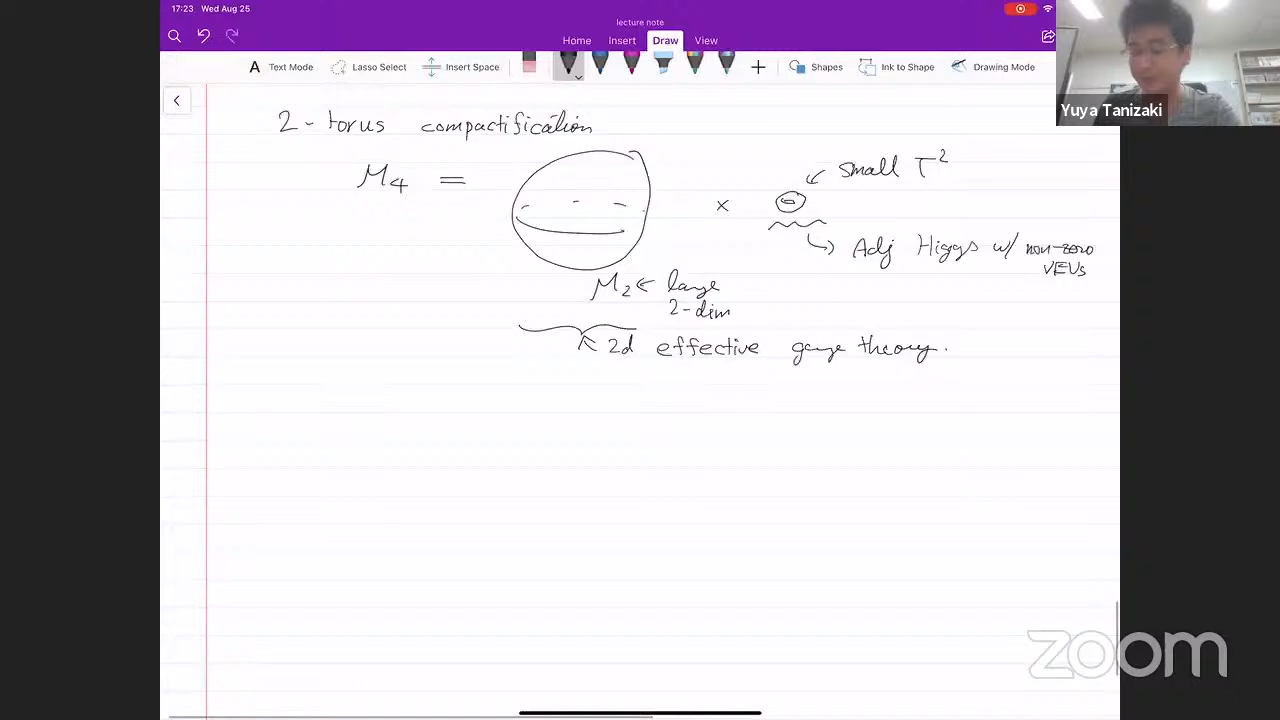 17:23 Wed Aug 25
lecture note
Home Insert Draw View
Text Mode Lasso Select Insert Space Shapes Ink to Shape Drawing Mode
Yuya Tanizaki
2-torus compactification
M4 = × small T²
Adj Higgs w/ non-zero VEVs
M2 ← large
2-dim
2d effective gauge theory.
zoom